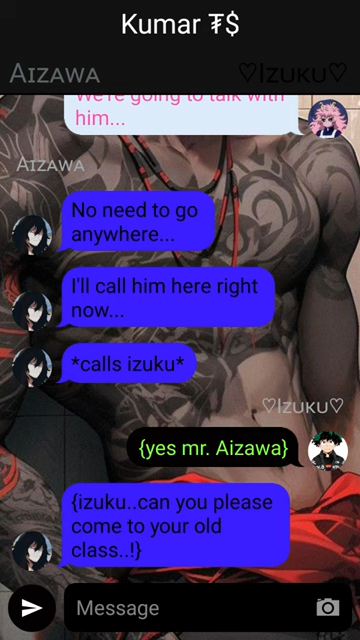 Kumar ₮$
Aizawa
♡Izuku♡
We're going to talk with
him...
Aizawa
No need to go
anywhere...
I'll call him here right
now...
*calls izuku*
♡Izuku♡
{yes mr. Aizawa}
{izuku..can you please
come to your old
class..!}
Message